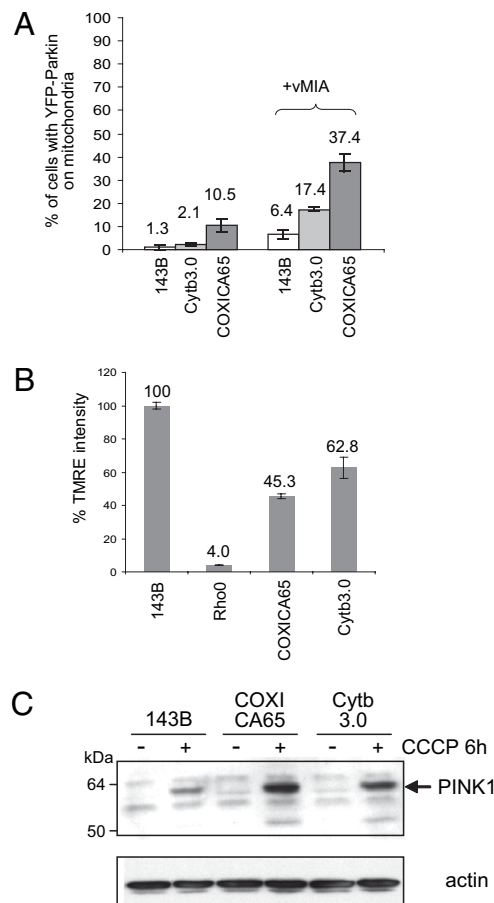 A
% of cells with YFP-Parkin
on mitochondria
100
90
80
70
60
50
40
30
20
10
0
+vMIA
1.3
2.1
10.5
6.4
17.4
37.4
143B
Cytb3.0
COXICA65
143B
Cytb3.0
COXICA65
B
% TMRE intensity
120
100
80
60
40
20
0
100
4.0
45.3
62.8
143B
Rho0
COXICA65
Cytb3.0
C
143B
COXI
CA65
Cytb
3.0
- + - + - + CCCP 6h
kDa
64
50
PINK1
actin